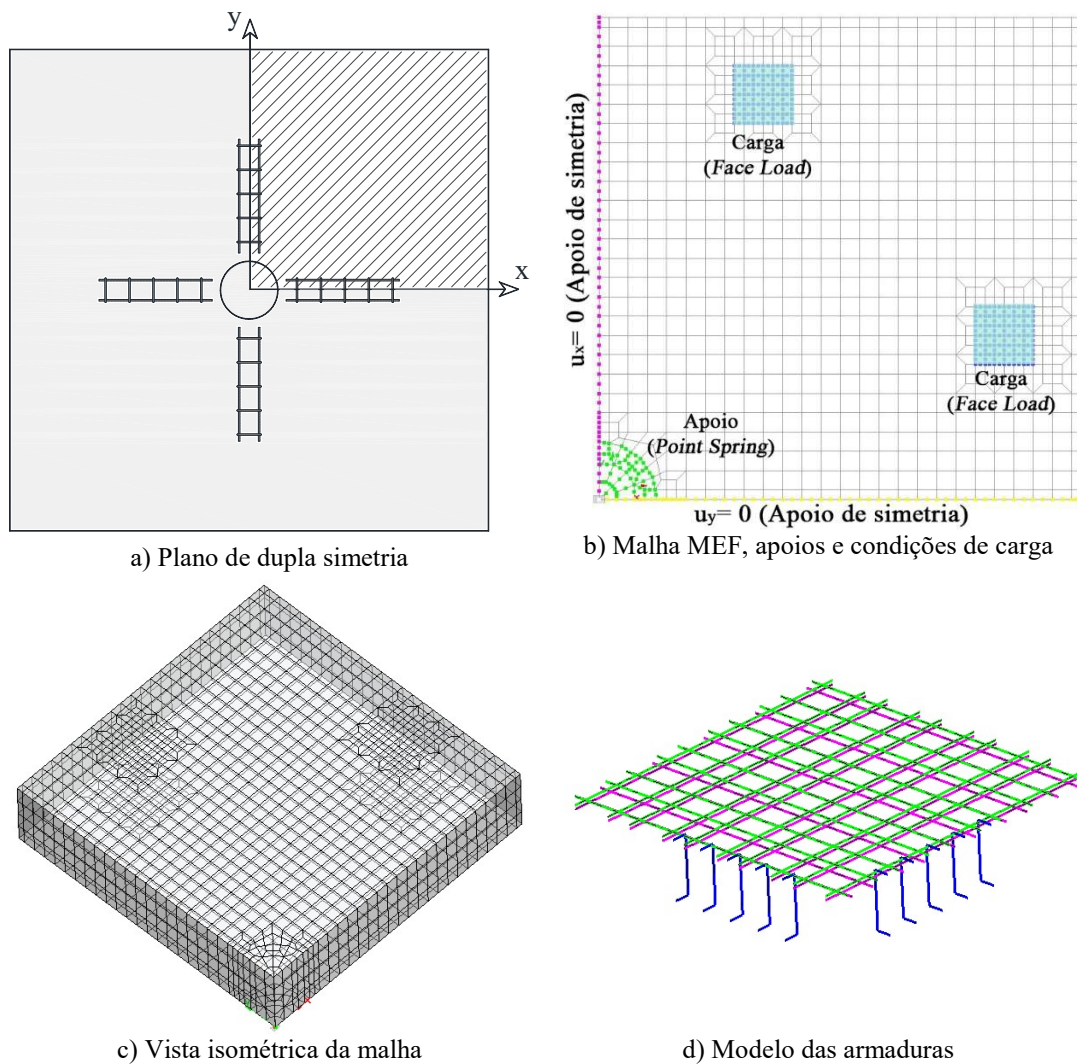 y
x
a) Plano de dupla simetria
uₓ= 0 (Apoio de simetria)
Carga
(Face Load)
Carga
(Face Load)
Apoio
(Point Spring)
uᵧ= 0 (Apoio de simetria)
b) Malha MEF, apoios e condições de carga
c) Vista isométrica da malha
d) Modelo das armaduras